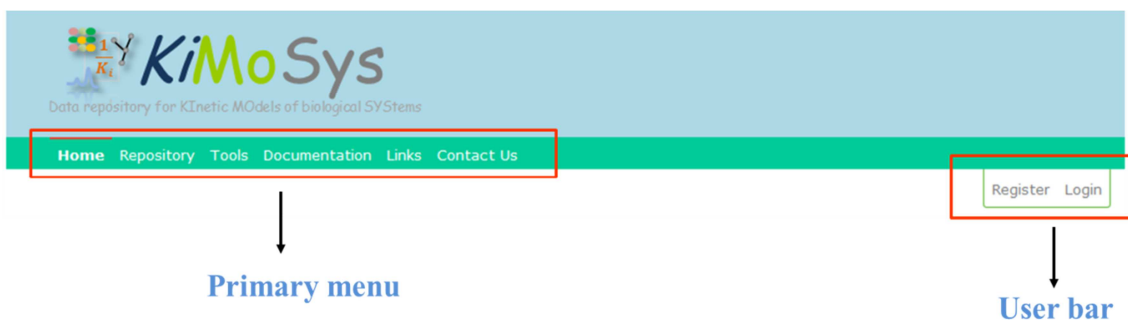 1
Ki
KiMoSys
Data repository for KInetic MOdels of biological SYStems
Home Repository Tools Documentation Links Contact Us
Register Login
Primary menu
User bar